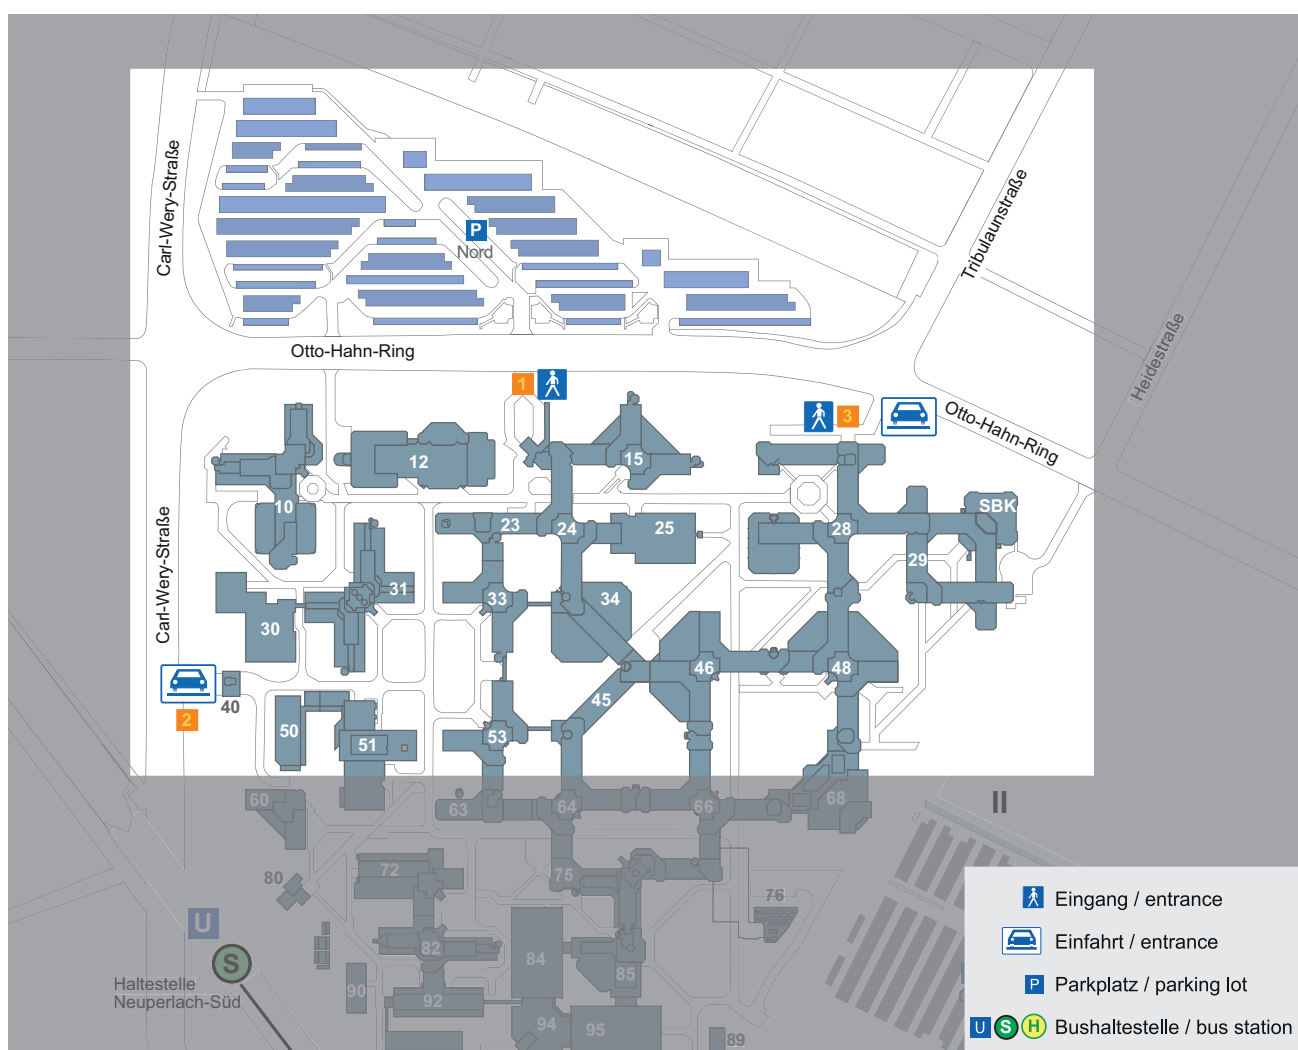 Carl-Wery-Straße
Tribulaunstraße
P
Nord
Heidestraße
Otto-Hahn-Ring
1
3
Otto-Hahn-Ring
12
15
10
SBK
23
24
25
28
29
31
33
34
30
Carl-Wery-Straße
46
48
40
45
2
50
51
53
60
63
64
66
68
II
72
75
80
76
U
82
84
85
S
Haltestelle
Neuperlach-Süd
90
92
94
95
89
Eingang / entrance
Einfahrt / entrance
P Parkplatz / parking lot
U S H Bushaltestelle / bus station